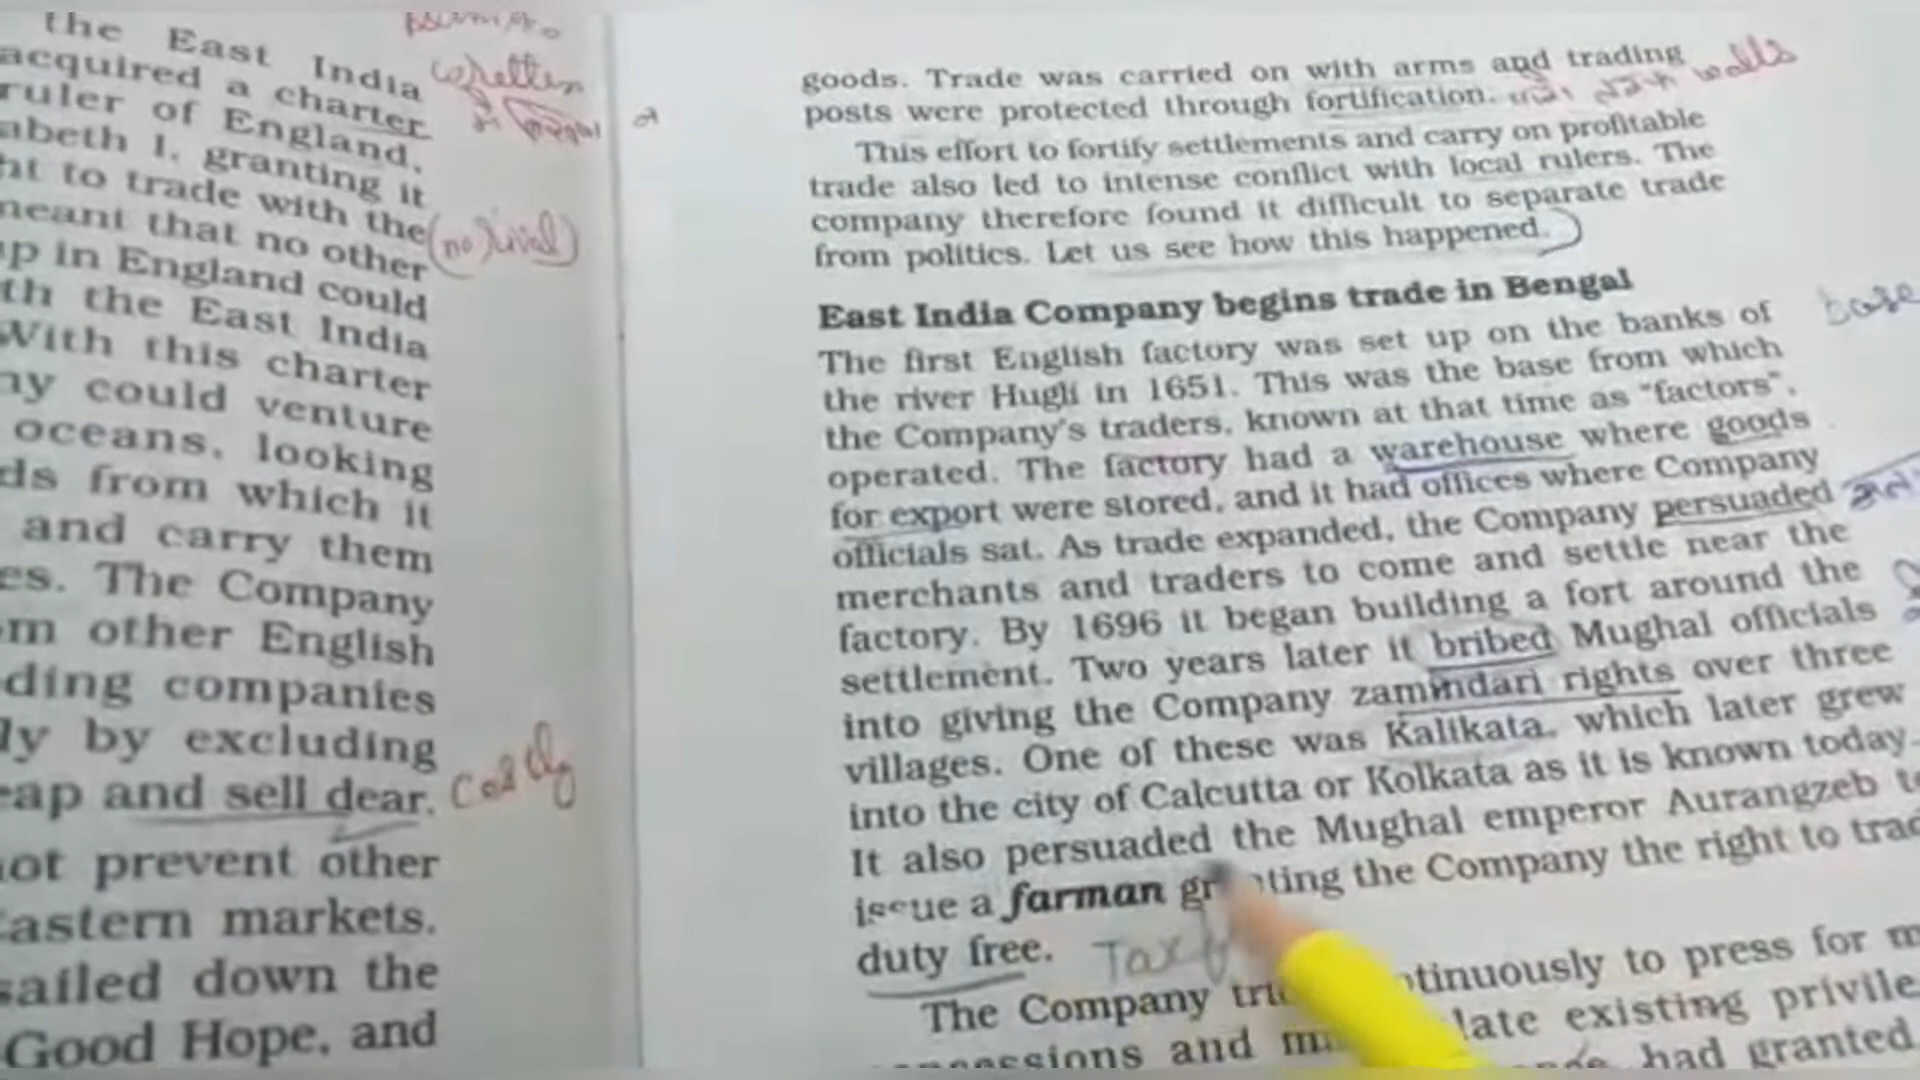 the East India
acquired a charter
ruler of England,
abeth I, granting it
ht to trade with the
meant that no other
up in England could
th the East India
With this charter
ny could venture
oceans, looking
ds from which it
and carry them
es. The Company
om other English
ding companies
ly by excluding
eap and sell dear.
not prevent other
Eastern markets.
sailed down the
Good Hope, and
(no) rival)
Costly
goods. Trade was carried on with arms and trading
posts were protected through fortification.
walls
This effort to fortify settlements and carry on profitable
trade also led to intense conflict with local rulers. The
company therefore found it difficult to separate trade
from politics. Let us see how this happened.
East India Company begins trade in Bengal
The first English factory was set up on the banks of
base
the river Hugli in 1651. This was the base from which
the Company's traders, known at that time as "factors",
operated. The factory had a warehouse where goods
for export were stored, and it had offices where Company
officials sat. As trade expanded, the Company persuaded
merchants and traders to come and settle near the
factory. By 1696 it began building a fort around the
settlement. Two years later it bribed Mughal officials
into giving the Company zamindari rights over three
villages. One of these was Kalikata, which later grew
into the city of Calcutta or Kolkata as it is known today.
It also persuaded the Mughal emperor Aurangzeb t
issue a farman granting the Company the right to trad
duty free. Tax
The Company tri tinuously to press for m
ncessions and ma late existing privile
had granted